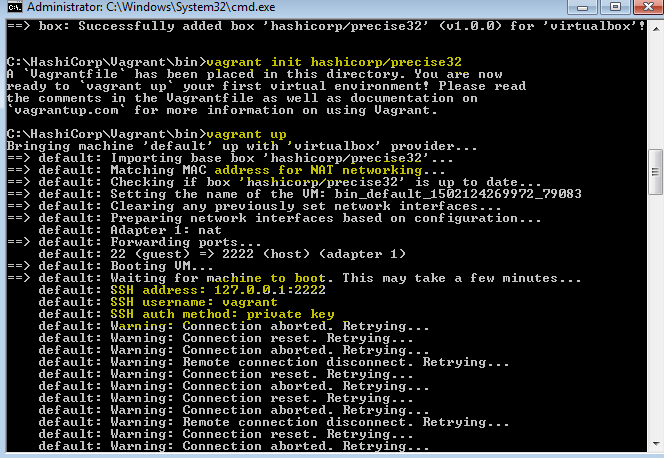 Administrator: C:\Windows\System32\cmd.exe
==> box: Successfully added box 'hashicorp/precise32' (v1.0.0) for 'virtualbox'!
C:\HashiCorp\Vagrant\bin>vagrant init hashicorp/precise32
A `Vagrantfile` has been placed in this directory. You are now
ready to `vagrant up` your first virtual environment! Please read
the comments in the Vagrantfile as well as documentation on
`vagrantup.com` for more information on using Vagrant.
C:\HashiCorp\Vagrant\bin>vagrant up
Bringing machine 'default' up with 'virtualbox' provider...
==> default: Importing base box 'hashicorp/precise32'...
==> default: Matching MAC address for NAT networking...
==> default: Checking if box 'hashicorp/precise32' is up to date...
==> default: Setting the name of the VM: bin_default_1502124269972_79083
==> default: Clearing any previously set network interfaces...
==> default: Preparing network interfaces based on configuration...
    default: Adapter 1: nat
==> default: Forwarding ports...
    default: 22 (guest) => 2222 (host) (adapter 1)
==> default: Booting VM...
==> default: Waiting for machine to boot. This may take a few minutes...
    default: SSH address: 127.0.0.1:2222
    default: SSH username: vagrant
    default: SSH auth method: private key
    default: Warning: Connection aborted. Retrying...
    default: Warning: Connection reset. Retrying...
    default: Warning: Connection aborted. Retrying...
    default: Warning: Remote connection disconnect. Retrying...
    default: Warning: Connection reset. Retrying...
    default: Warning: Connection aborted. Retrying...
    default: Warning: Connection reset. Retrying...
    default: Warning: Connection aborted. Retrying...
    default: Warning: Remote connection disconnect. Retrying...
    default: Warning: Connection reset. Retrying...
    default: Warning: Connection aborted. Retrying...